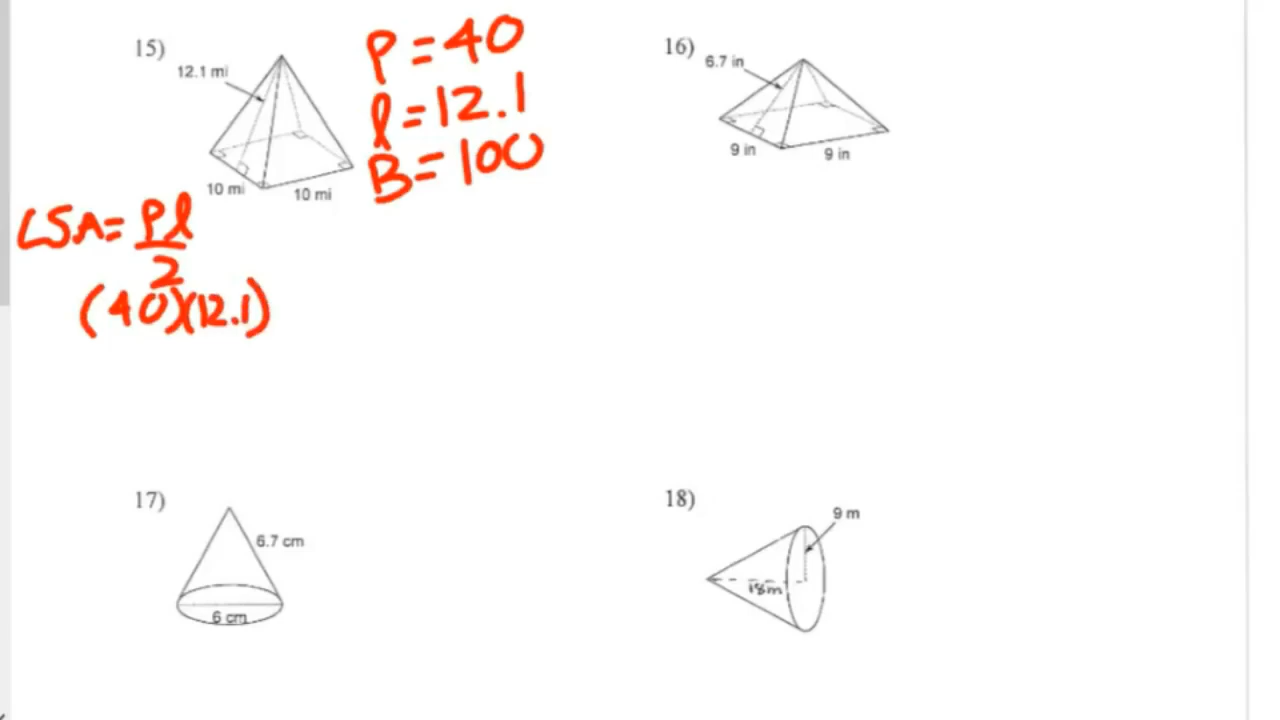 15)
12.1 mi
10 mi
10 mi
P = 40
l = 12.1
B = 100
LSA = Pl
2
(40)(12.1)
16)
6.7 in
9 in
9 in
17)
6.7 cm
6 cm
18)
9 m
18m